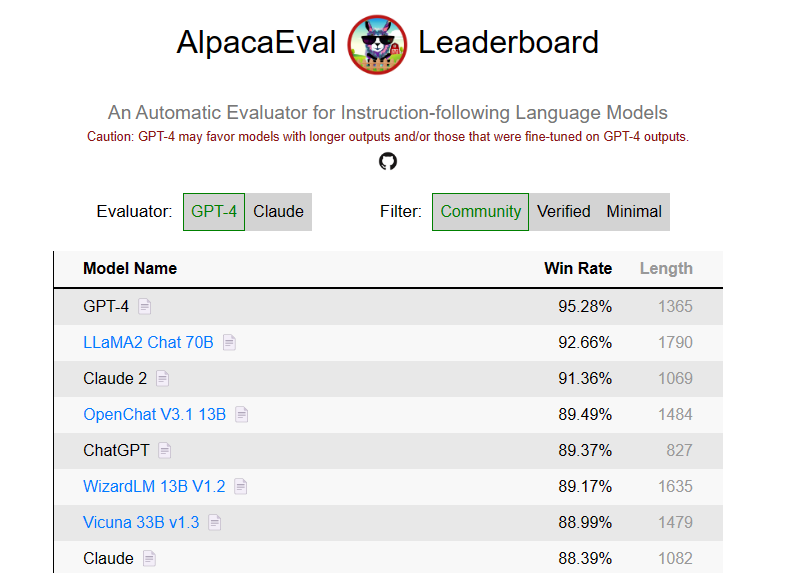 AlpacaEval Leaderboard
An Automatic Evaluator for Instruction-following Language Models
Caution: GPT-4 may favor models with longer outputs and/or those that were fine-tuned on GPT-4 outputs.
Evaluator: GPT-4 Claude Filter: Community Verified Minimal
Model Name Win Rate Length
GPT-4 95.28% 1365
LLaMA2 Chat 70B 92.66% 1790
Claude 2 91.36% 1069
OpenChat V3.1 13B 89.49% 1484
ChatGPT 89.37% 827
WizardLM 13B V1.2 89.17% 1635
Vicuna 33B v1.3 88.99% 1479
Claude 88.39% 1082